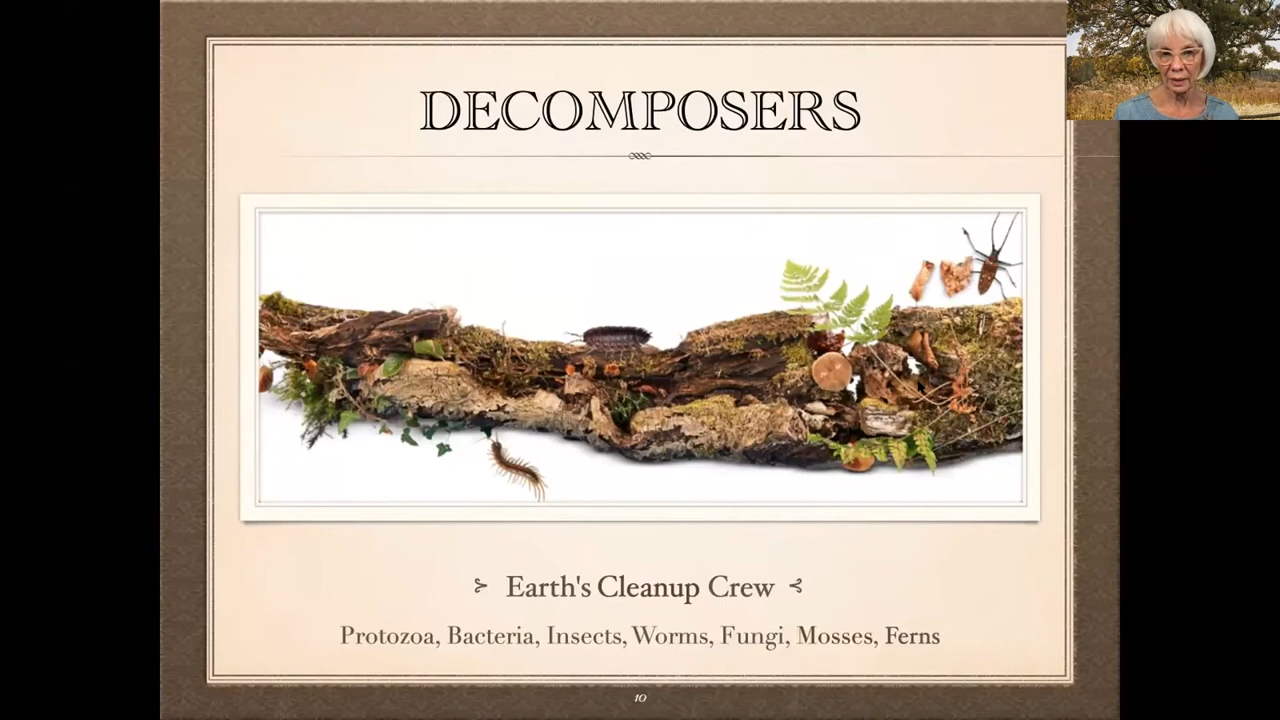 DECOMPOSERS
Earth's Cleanup Crew
Protozoa, Bacteria, Insects, Worms, Fungi, Mosses, Ferns
10